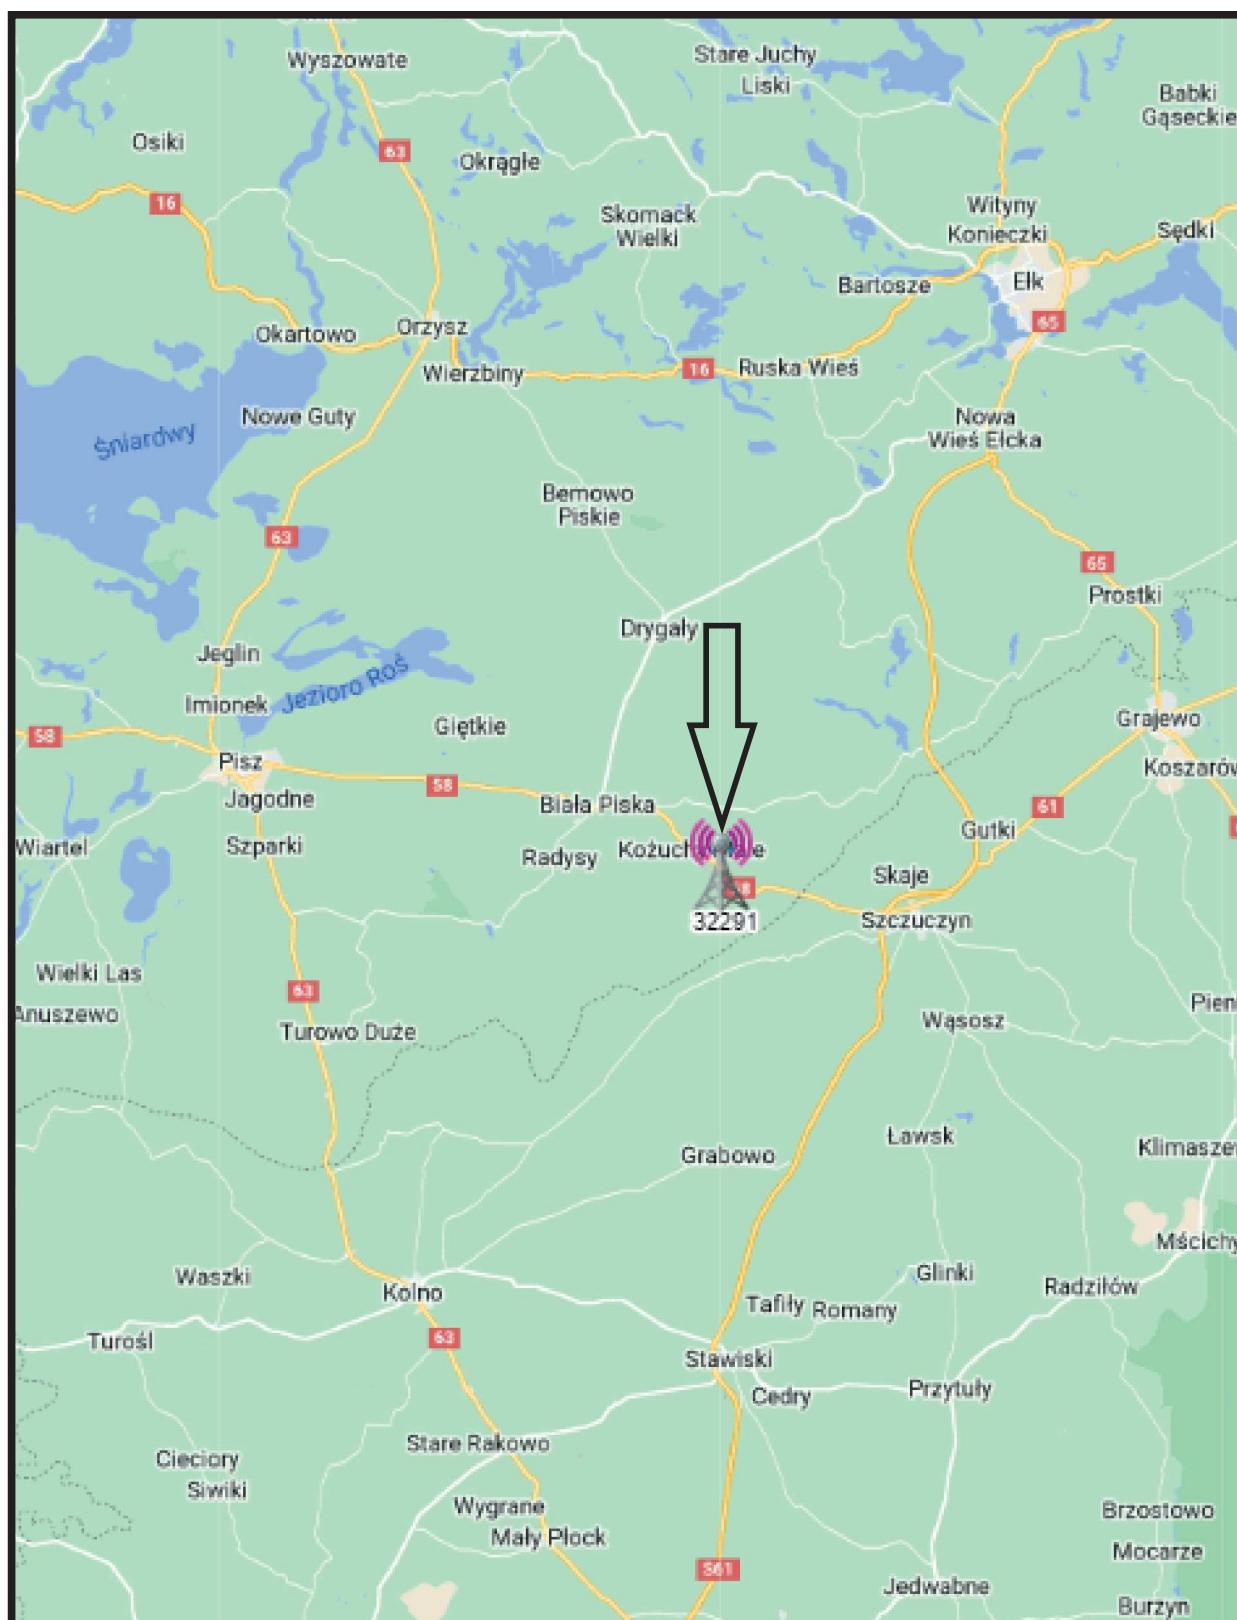 Wyszowate
Stare Juchy
Liski
Babki
Gąseckie
Osiki
63
Okrągłe
16
Skomack
Wielki
Wityny
Konieczki
Sędki
Bartosze
Ełk
65
Okartowo
Orzysz
Wierzbiny
16
Ruska Wieś
Nowe Guty
Nowa
Wieś Ełcka
Śniardwy
Bemowo
Piskie
63
65
Prostki
Drygały
Jeglin
Jezioro Roś
Imionek
Giętkie
Grajewo
58
Pisz
Koszarów
58
Jagodne
Biała Piska
61
Gutki
Wiartel
Szparki
Radysy
Skaje
32291
Szczuczyn
Wielki Las
63
Anuszewo
Turowo Duże
Wąsosz
Pien
Ławsk
Grabowo
Klimaszew
Mścichy
Waszki
Kolno
Glinki
Radziłów
Tafiły
Romany
63
Turośl
Stawiski
Cedry
Przytuły
Stare Rakowo
Cieciory
Siwiki
Wygrane
Mały Płock
Brzostowo
Mocarze
S61
Jedwabne
Burzyn